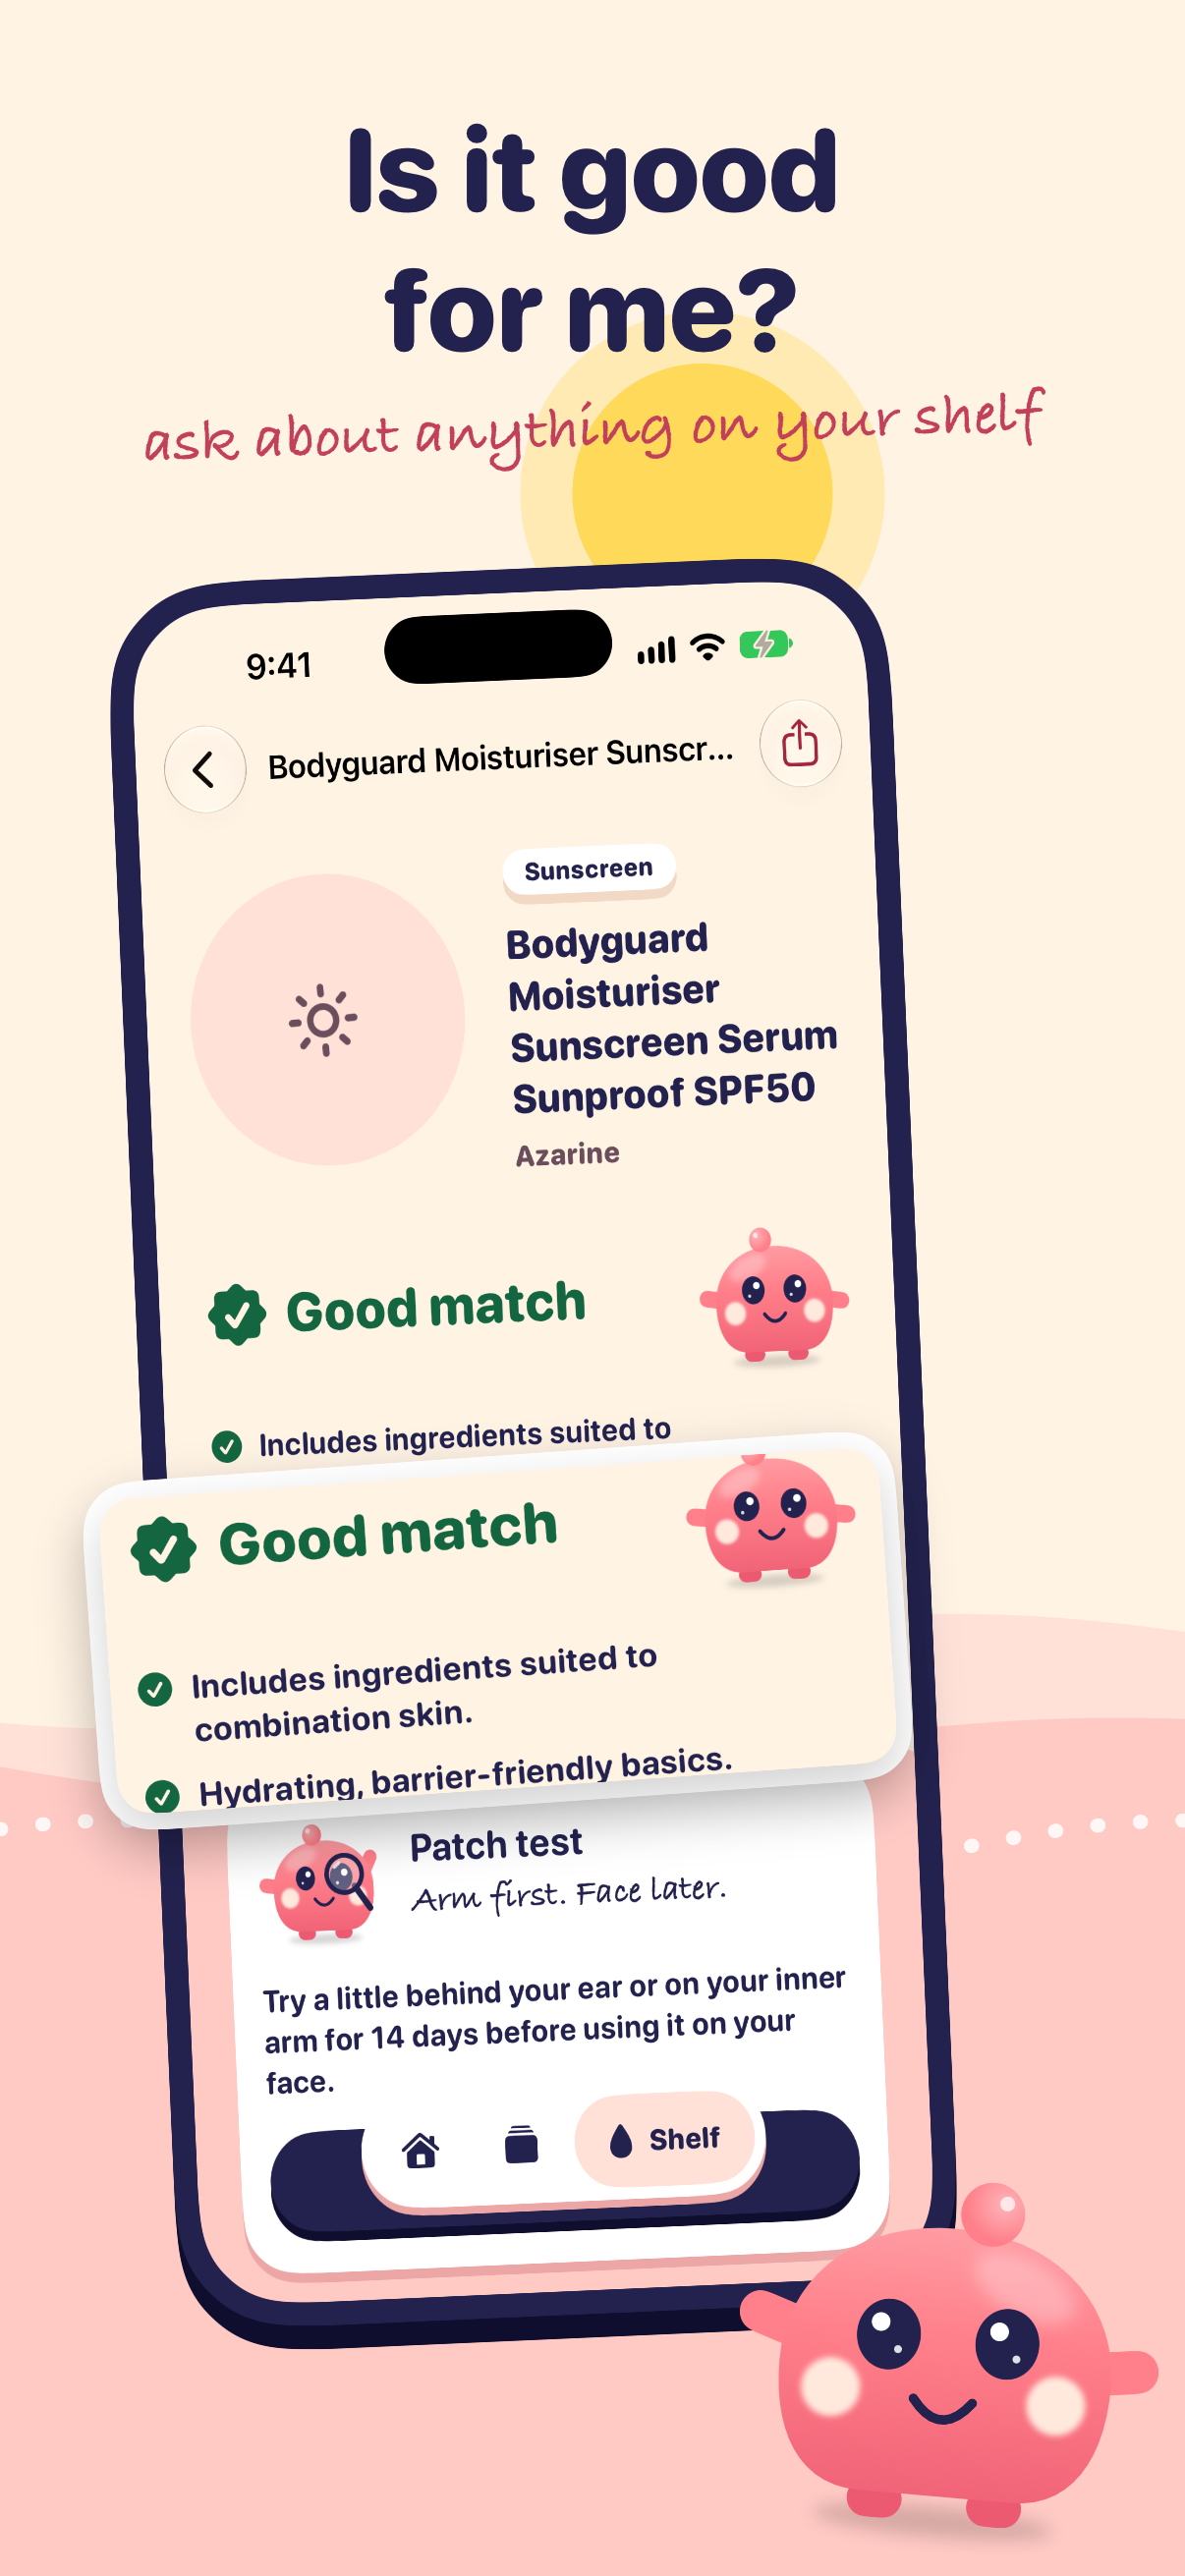 Is it good
for me?
ask about anything on your shelf
9:41
Bodyguard Moisturiser Sunscr...
Sunscreen
Bodyguard
Moisturiser
Sunscreen Serum
Sunproof SPF50
Azarine
Good match
Includes ingredients suited to
Good match
Includes ingredients suited to
combination skin.
Hydrating, barrier-friendly basics.
Patch test
Arm first. Face later.
Try a little behind your ear or on your inner
arm for 14 days before using it on your
face.
Shelf